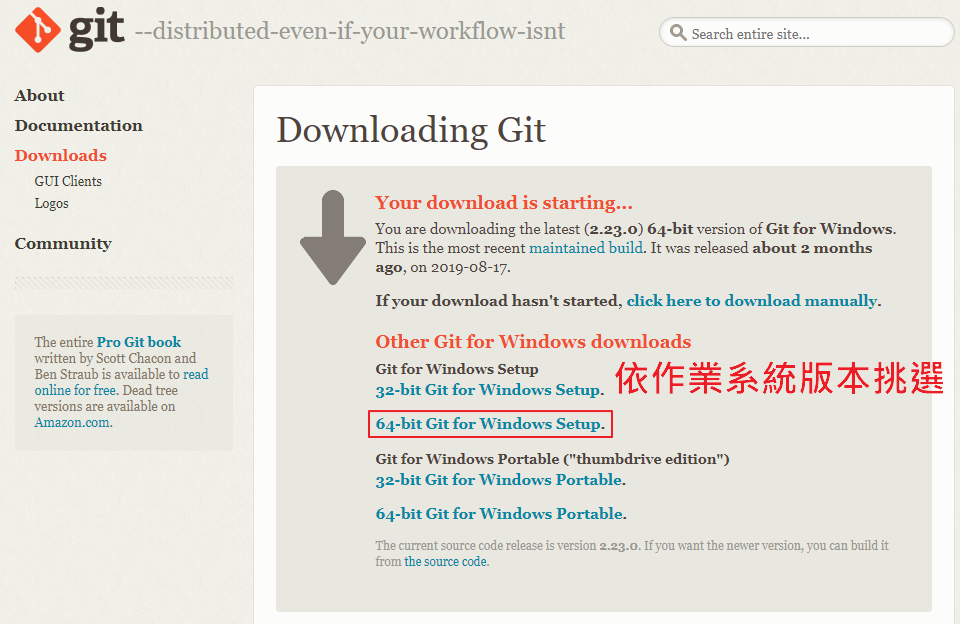 git --distributed-even-if-your-workflow-isnt
Search entire site...
About
Documentation
Downloads
GUI Clients
Logos
Community
The entire Pro Git book
written by Scott Chacon and
Ben Straub is available to read
online for free. Dead tree
versions are available on
Amazon.com.
Downloading Git
Your download is starting...
You are downloading the latest (2.23.0) 64-bit version of Git for Windows.
This is the most recent maintained build. It was released about 2 months
ago, on 2019-08-17.
If your download hasn't started, click here to download manually.
Other Git for Windows downloads
Git for Windows Setup
32-bit Git for Windows Setup.
依作業系統版本挑選
64-bit Git for Windows Setup.
Git for Windows Portable ("thumbdrive edition")
32-bit Git for Windows Portable.
64-bit Git for Windows Portable.
The current source code release is version 2.23.0. If you want the newer version, you can build it
from the source code.